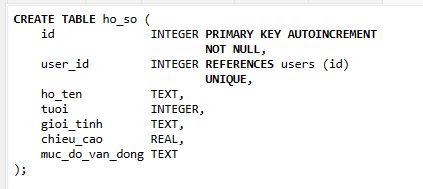 CREATE TABLE ho_so (
    id            INTEGER PRIMARY KEY AUTOINCREMENT
                          NOT NULL,
    user_id       INTEGER REFERENCES users (id)
                          UNIQUE,
    ho_ten        TEXT,
    tuoi          INTEGER,
    gioi_tinh     TEXT,
    chieu_cao     REAL,
    muc_do_van_dong TEXT
);